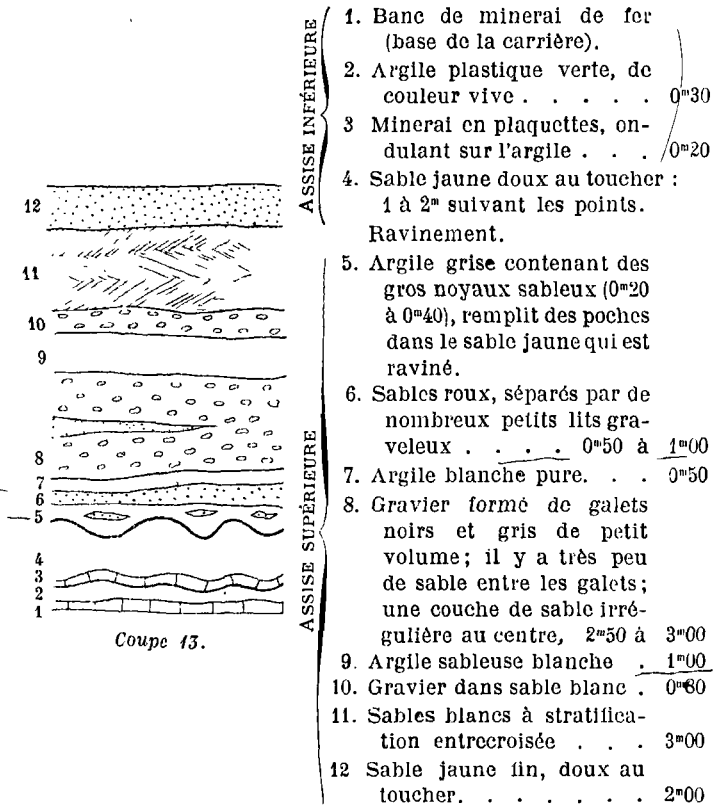 ASSISE INFÉRIEURE
1. Banc de minerai de fer
(base de la carrière).
2. Argile plastique verte, de
couleur vive . . . . . 0ᵐ30
3 Minerai en plaquettes, on-
dulant sur l'argile . . . 0ᵐ20
4. Sable jaune doux au toucher :
1 à 2ᵐ suivant les points.
Ravinement.
ASSISE SUPÉRIEURE
5. Argile grise contenant des
gros noyaux sableux (0ᵐ20
à 0ᵐ40), remplit des poches
dans le sable jaune qui est
raviné.
6. Sables roux, séparés par de
nombreux petits lits gra-
veleux . . . . 0ᵐ50 à 1ᵐ00
7. Argile blanche pure. . . 0ᵐ50
8. Gravier formé de galets
noirs et gris de petit
volume; il y a très peu
de sable entre les galets;
une couche de sable irré-
gulière au centre, 2ᵐ50 à 3ᵐ00
9. Argile sableuse blanche . 1ᵐ00
10. Gravier dans sable blanc .
11. Sables blancs à stratifica-
tion entrecroisée . . . 3ᵐ00
12 Sable jaune fin, doux au
toucher. . . . . . . 2ᵐ00
12
11
10
9
8
7
6
5
4
3
2
1
Coupe 13.